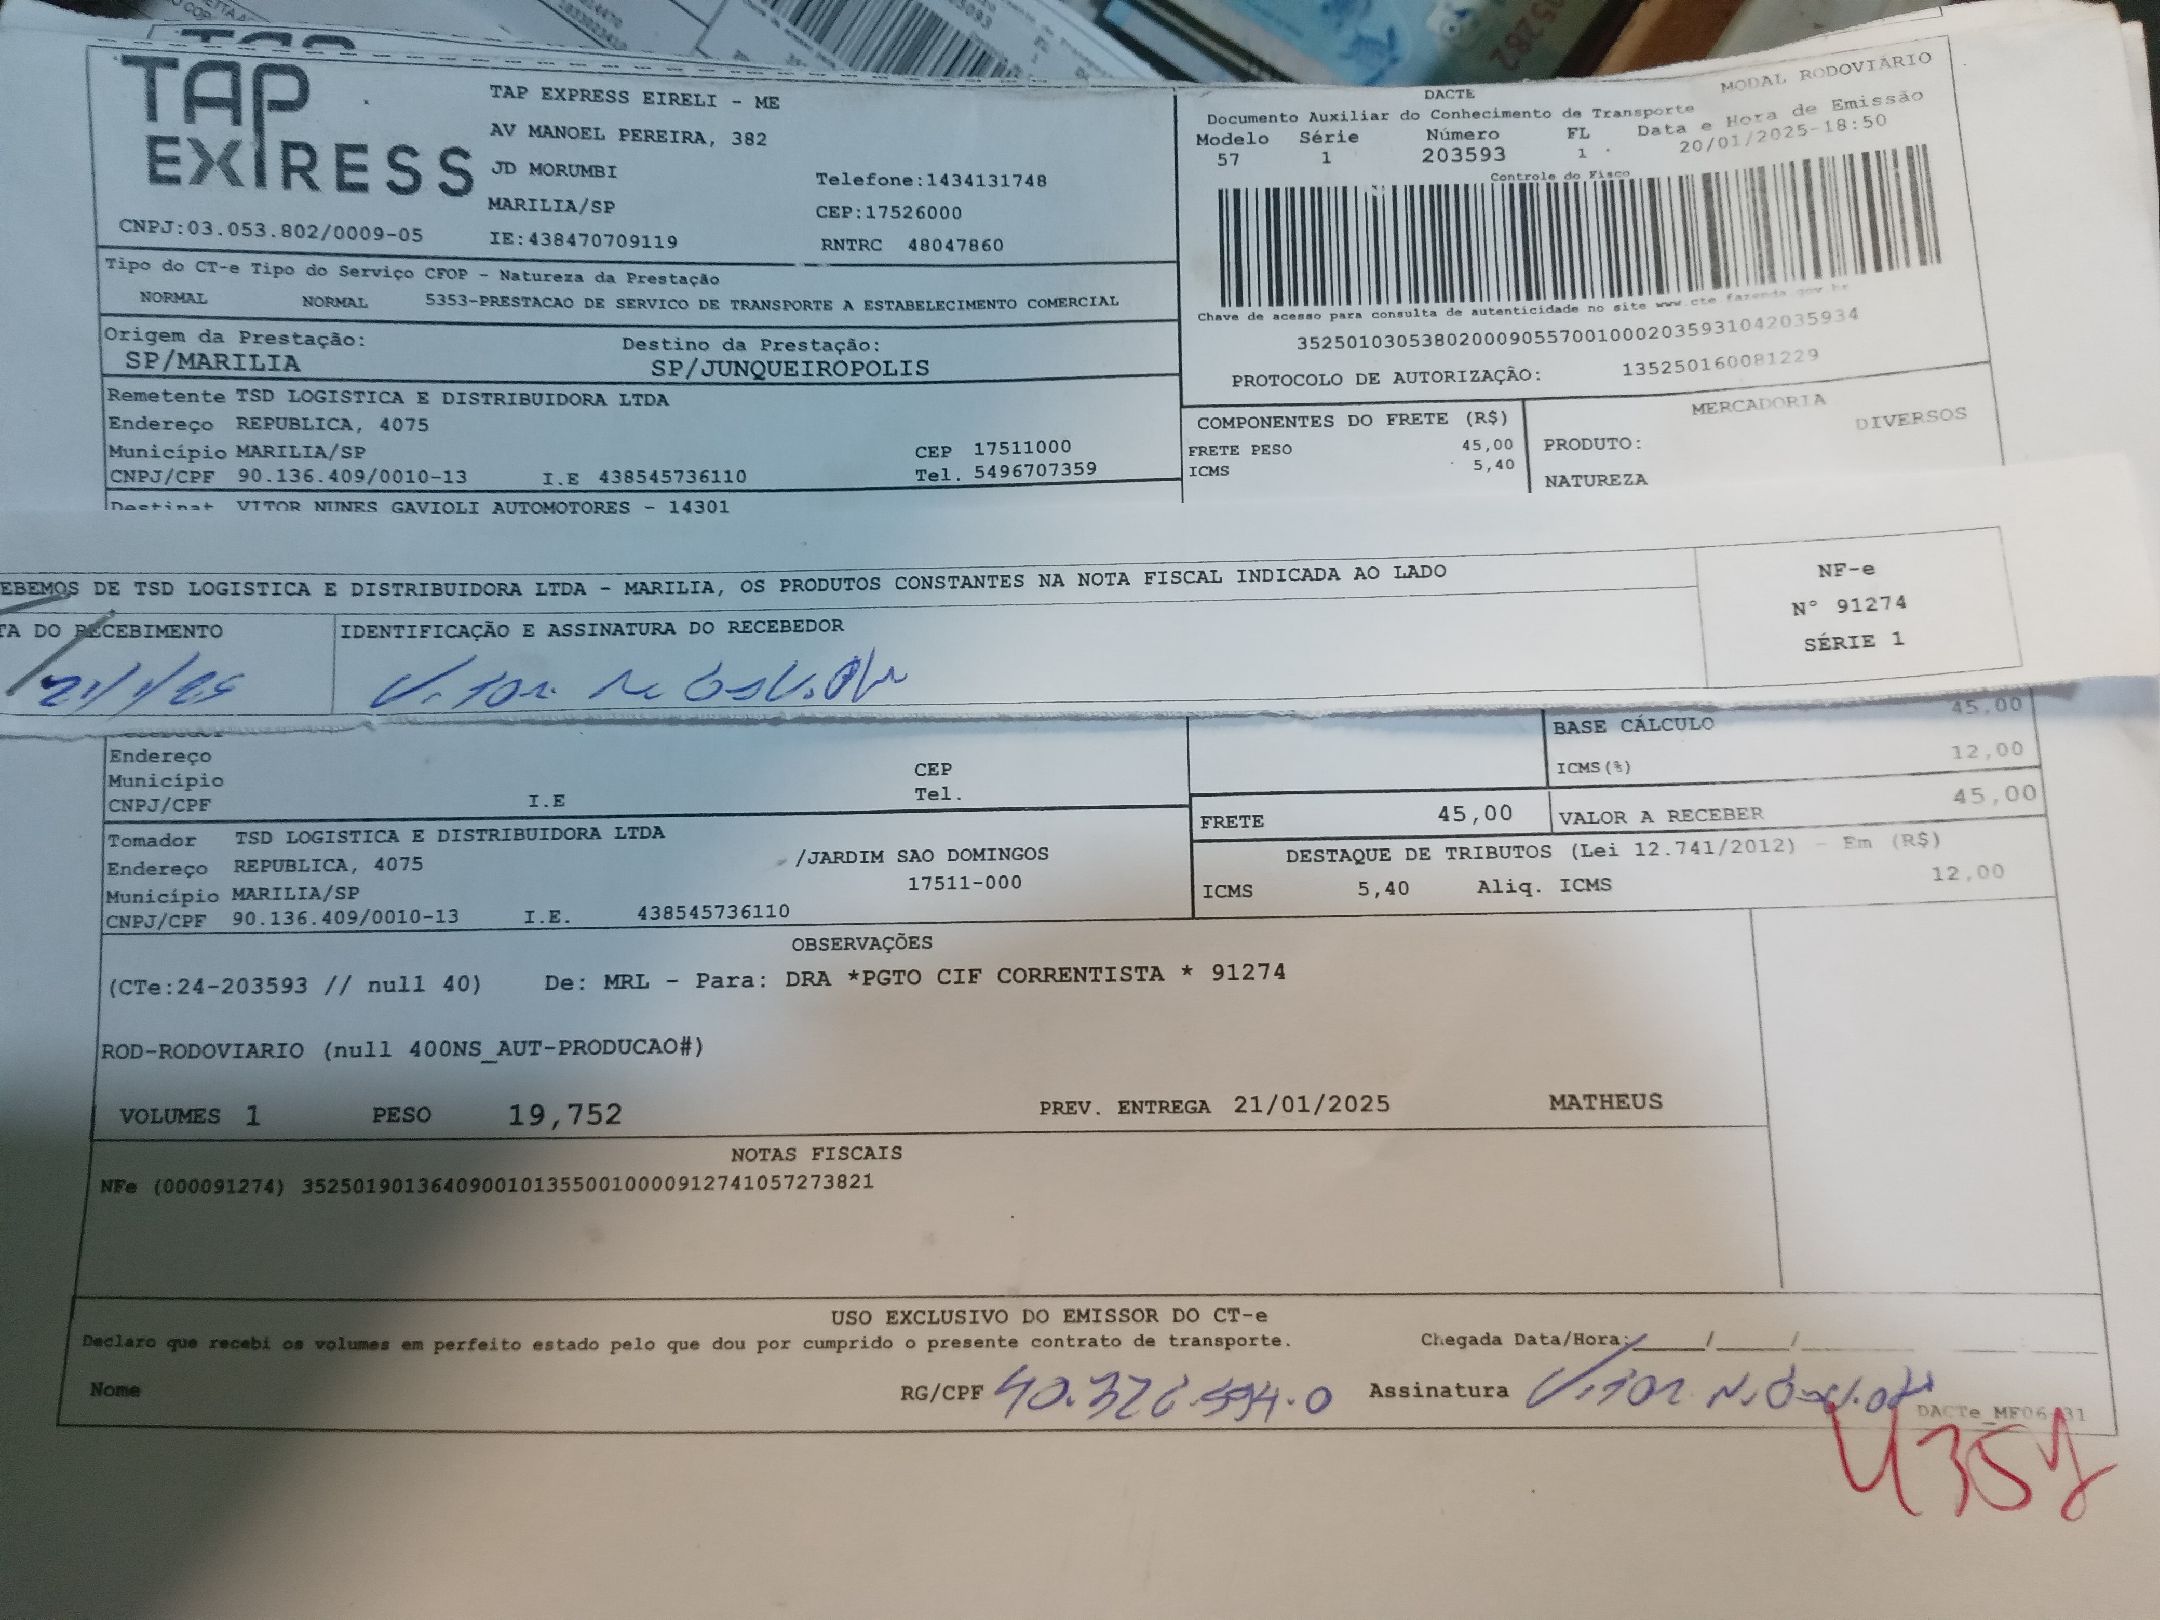 TAP
EXPRESS
CNPJ:03.053.802/0009-05
TAP EXPRESS EIRELI - ME
AV MANOEL PEREIRA, 382
JD MORUMBI
MARILIA/SP
IE:438470709119
Telefone:1434131748
CEP:17526000
RNTRC 48047860
DACTE
MODAL RODOVIÁRIO
Documento Auxiliar do Conhecimento de Transporte
Modelo Série Número FL Data e Hora de Emissão
57 1 203593 1 20/01/2025-18:50
Controle do Fisco
Chave de acesso para consulta de autenticidade no site www.cte.fazenda.gov.br
35250103053802000905570010002035931042035934
PROTOCOLO DE AUTORIZAÇÃO: 135250160081229
Tipo do CT-e Tipo do Serviço CFOP - Natureza da Prestação
NORMAL NORMAL 5353-PRESTACAO DE SERVICO DE TRANSPORTE A ESTABELECIMENTO COMERCIAL
Origem da Prestação: Destino da Prestação:
SP/MARILIA SP/JUNQUEIROPOLIS
Remetente TSD LOGISTICA E DISTRIBUIDORA LTDA
Endereço REPUBLICA, 4075
Município MARILIA/SP CEP 17511000
CNPJ/CPF 90.136.409/0010-13 I.E 438545736110 Tel. 5496707359
Destinat VITOR NUNES GAVIOLI AUTOMOTORES - 14301
COMPONENTES DO FRETE (R$)
FRETE PESO 45,00
ICMS 5,40
MERCADORIA
PRODUTO: DIVERSOS
NATUREZA
EBEMOS DE TSD LOGISTICA E DISTRIBUIDORA LTDA - MARILIA, OS PRODUTOS CONSTANTES NA NOTA FISCAL INDICADA AO LADO
TA DO RECEBIMENTO IDENTIFICAÇÃO E ASSINATURA DO RECEBEDOR
21/1/25 Vitor
NF-e
N° 91274
SÉRIE 1
Endereço
Município CEP
CNPJ/CPF I.E Tel.
45,00
BASE CÁLCULO
ICMS(%) 12,00
FRETE 45,00 VALOR A RECEBER 45,00
Tomador TSD LOGISTICA E DISTRIBUIDORA LTDA
Endereço REPUBLICA, 4075 /JARDIM SAO DOMINGOS
Município MARILIA/SP 17511-000
CNPJ/CPF 90.136.409/0010-13 I.E. 438545736110
DESTAQUE DE TRIBUTOS (Lei 12.741/2012) - Em (R$)
ICMS 5,40 Aliq. ICMS 12,00
OBSERVAÇÕES
(CTe:24-203593 // null 40) De: MRL - Para: DRA *PGTO CIF CORRENTISTA * 91274
ROD-RODOVIARIO (null 400NS_AUT-PRODUCAO#)
VOLUMES 1 PESO 19,752 PREV. ENTREGA 21/01/2025 MATHEUS
NOTAS FISCAIS
NFe (000091274) 35250190136409001013550010000912741057273821
USO EXCLUSIVO DO EMISSOR DO CT-e
Declaro que recebi os volumes em perfeito estado pelo que dou por cumprido o presente contrato de transporte. Chegada Data/Hora:____/____/____
Nome RG/CPF 40.326.594.0 Assinatura Vitor